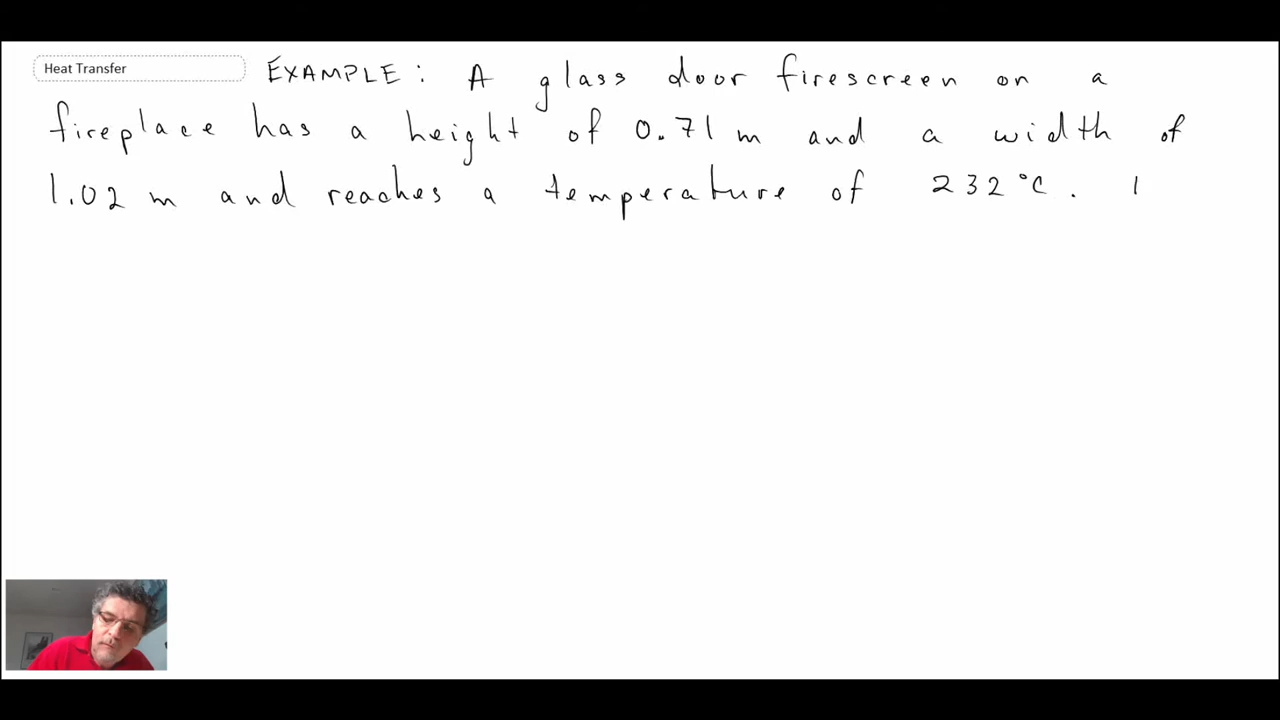 Heat Transfer EXAMPLE: A glass door firescreen on a
fireplace has a height of 0.71 m and a width of
1.02 m and reaches a temperature of 232 °C. I